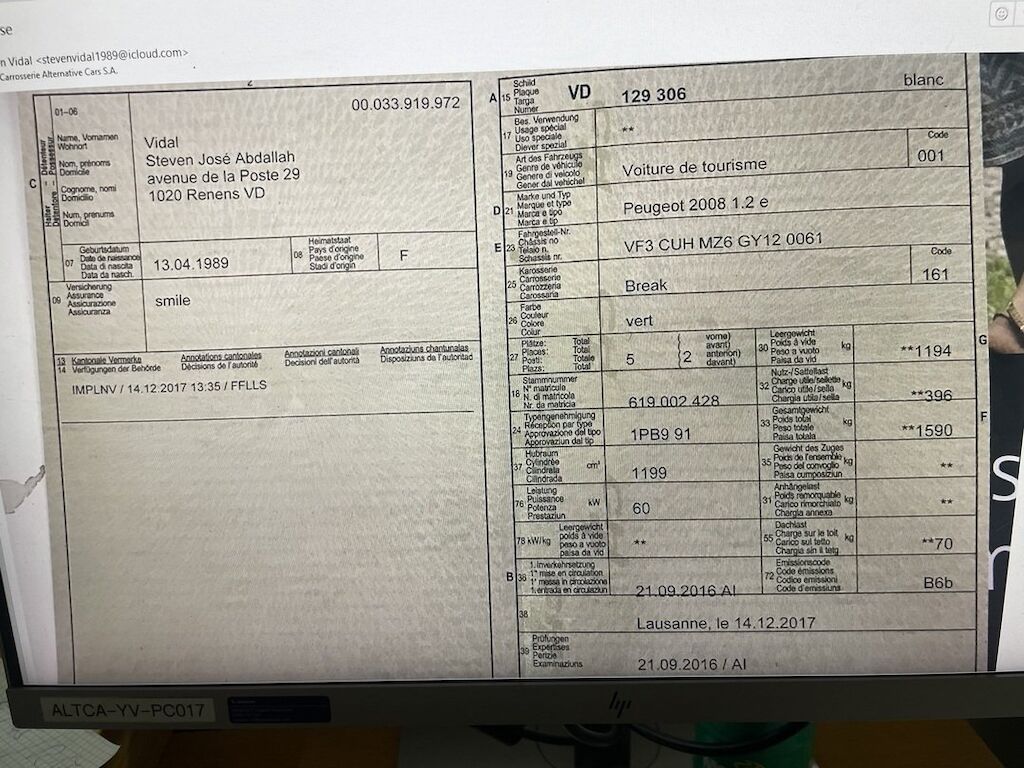 se
n Vidal <stevenvidal1989@icloud.com>
Carrosserie Alternative Cars S.A.
C
Halter Détenteur
Detentore Possessur
01-06
Name, Vornamen
Wohnort
Nom, prénoms
Domicile
Cognome, nomi
Domicilio
Num, prenums
Domicil
00.033.919.972
Vidal
Steven José Abdallah
avenue de la Poste 29
1020 Renens VD
07
Geburtsdatum
Date de naissance
Data di nascita
Data da nasch.
13.04.1989
08
Heimatstaat
Pays d'origine
Paese d'origine
Stadi d'origin
F
09
Versicherung
Assurance
Assicurazione
Assicuranza
smile
13 Kantonale Vermerke
14 Verfügungen der Behörde
Annotations cantonales
Décisions de l'autorité
Annotazioni cantonali
Decisioni dell'autorità
Annotaziuns chantunalas
Disposiziuns da l'autoritad
IMPLNV / 14.12.2017 13:35 / FFLLS
A 15
Schild
Plaque
Targa
Numer
VD 129 306 blanc
17
Bes. Verwendung
Usage spécial
Uso speciale
Diever spezial
**
19
Art des Fahrzeugs
Genre de véhicule
Genere di veicolo
Gener dal vehichel
Voiture de tourisme
Code
001
D 21
Marke und Typ
Marque et type
Marca e tipo
Marca e tip
Peugeot 2008 1.2 e
E 23
Fahrgestell-Nr.
Châssis no
Telaio n.
Schassis nr.
VF3 CUH MZ6 GY12 0061
25
Karosserie
Carrosserie
Carrozzeria
Carossaria
Break
Code
161
26
Farbe
Couleur
Colore
Colur
vert
27
Plätze: Total
Places: Total
Posti: Totale
Plazs: Total
5
(2
vorne)
avant)
anteriori)
davant)
G
30
Leergewicht
Poids à vide
Peso a vuoto
Paisa da vid
kg
**1194
18
Stammnummer
N° matricule
N. di matricola
Nr. da matricla
619.002.428
32
Nutz-/Sattellast
Charge utile/sellette
Carico utile/sella
Chargia utila/sella
kg
**396
24
Typengenehmigung
Réception par type
Approvazione del tipo
Approvaziun dal tip
1PB9 91
F
33
Gesamtgewicht
Poids total
Peso totale
Paisa totala
kg
**1590
37
Hubraum
Cylindrée
Cilindrata
Cilindrada
cm³
1199
35
Gewicht des Zuges
Poids de l'ensemble
Peso del convoglio
Paisa cumposiziun
kg
**
76
Leistung
Puissance
Potenza
Prestaziun
kW
60
31
Anhängelast
Poids remorquable
Carico rimorchiato
Chargia annexa
kg
**
78 kW/kg
Leergewicht
poids à vide
peso a vuoto
paisa da vid
**
55
Dachlast
Charge sur le toit
Carico sul tetto
Chargia sin il tetg
kg
**70
B 36
1. Inverkehrsetzung
1re mise en circulation
1a messa in circolazione
1. entrada en circulaziun
21.09.2016 AI
72
Emissionscode
Code émissions
Codice emissioni
Code d'emissiuns
B6b
38
Lausanne, le 14.12.2017
39
Prüfungen
Expertises
Perizie
Examinaziuns
21.09.2016 / AI
S
hp
ALTCA-YV-PC017